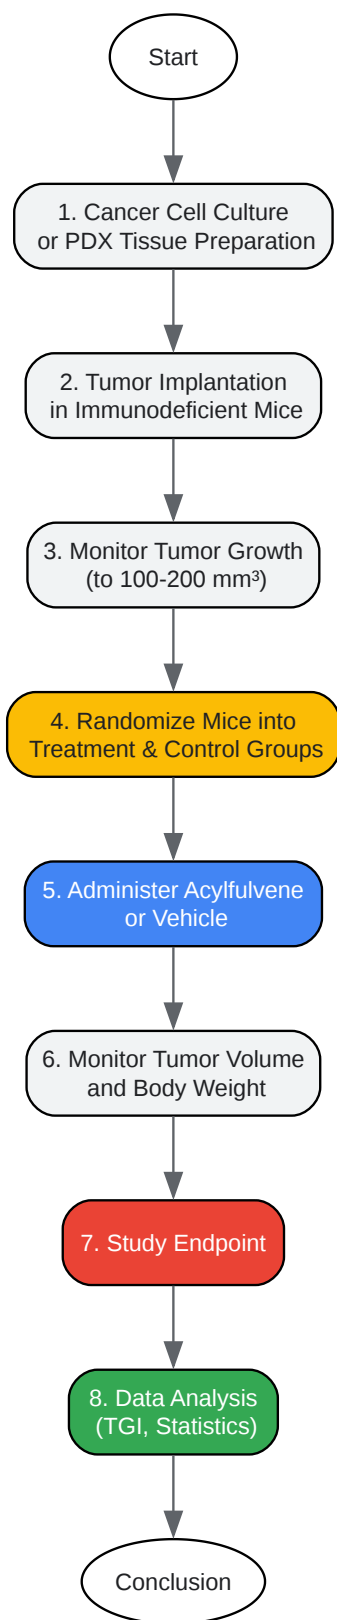 Start
1. Cancer Cell Culture
or PDX Tissue Preparation
2. Tumor Implantation
in Immunodeficient Mice
3. Monitor Tumor Growth
(to 100-200 mm³)
4. Randomize Mice into
Treatment & Control Groups
5. Administer Acylfulvene
or Vehicle
6. Monitor Tumor Volume
and Body Weight
7. Study Endpoint
8. Data Analysis
(TGI, Statistics)
Conclusion